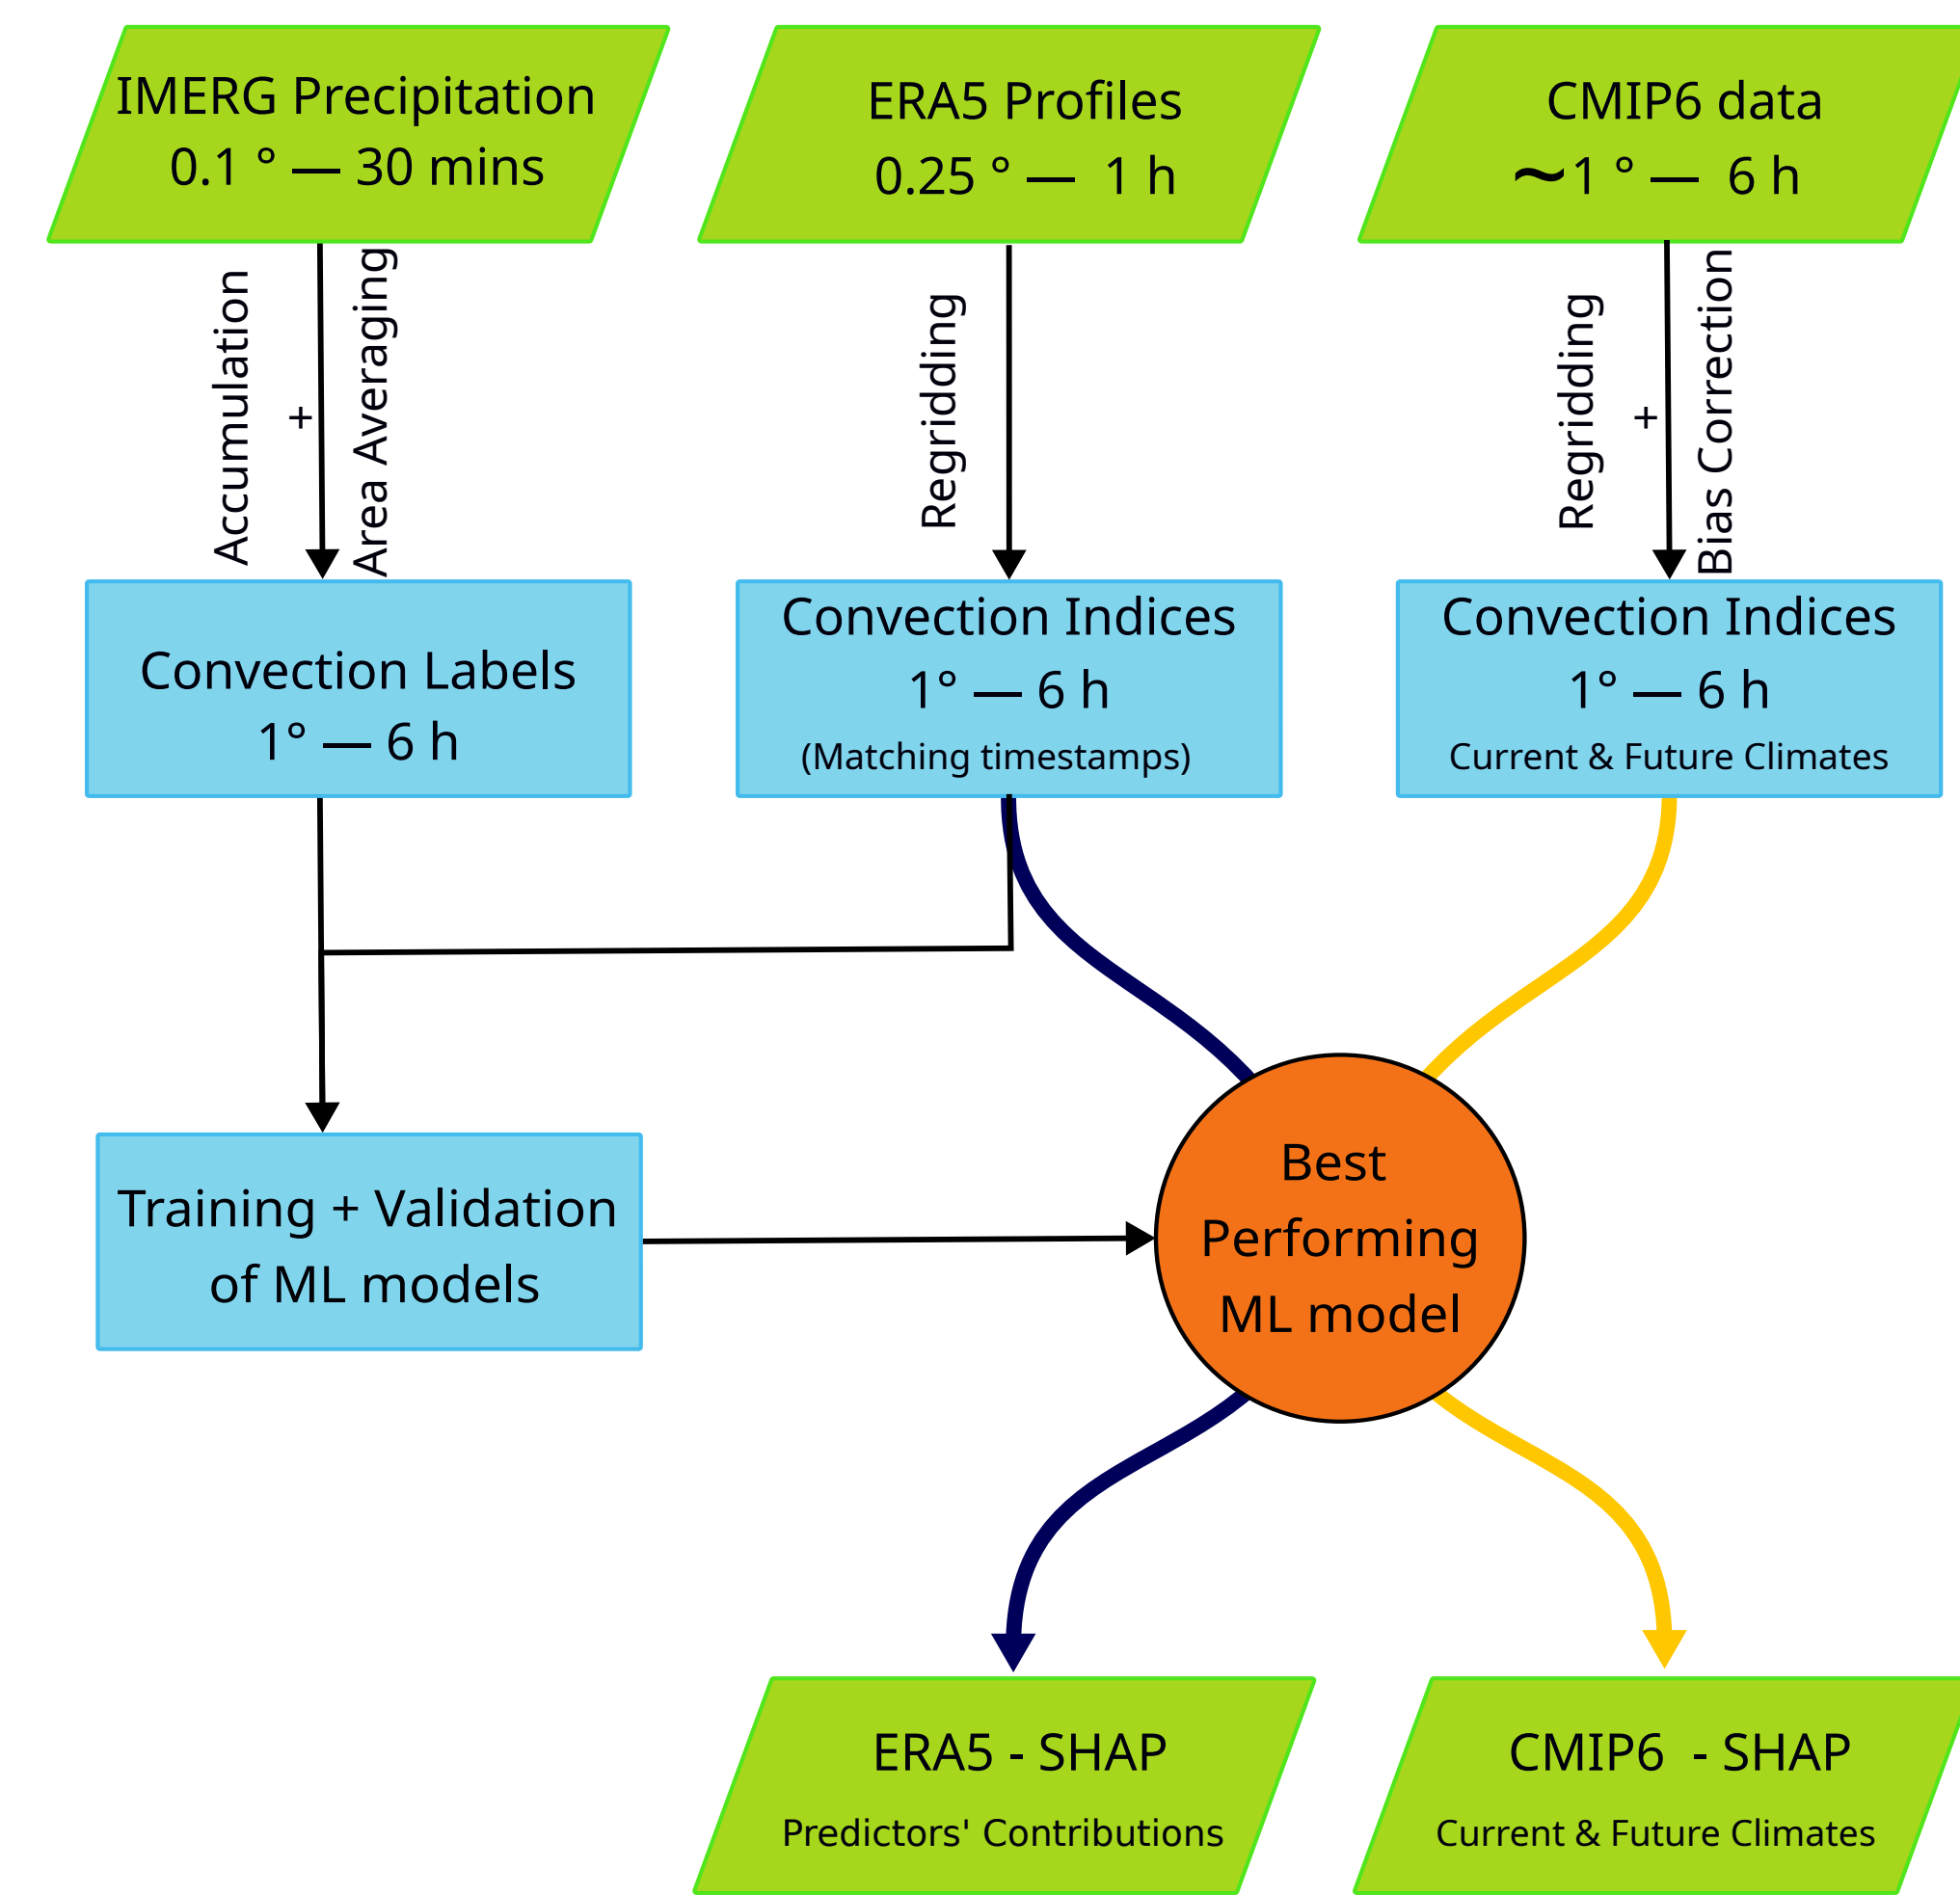 IMERG Precipitation
0.1 ° — 30 mins
ERA5 Profiles
0.25 ° — 1 h
CMIP6 data
~1 ° — 6 h
Accumulation
+
Area Averaging
Regridding
Regridding
+
Bias Correction
Convection Labels
1° — 6 h
Convection Indices
1° — 6 h
(Matching timestamps)
Convection Indices
1° — 6 h
Current & Future Climates
Training + Validation
of ML models
Best
Performing
ML model
ERA5 - SHAP
Predictors' Contributions
CMIP6 - SHAP
Current & Future Climates